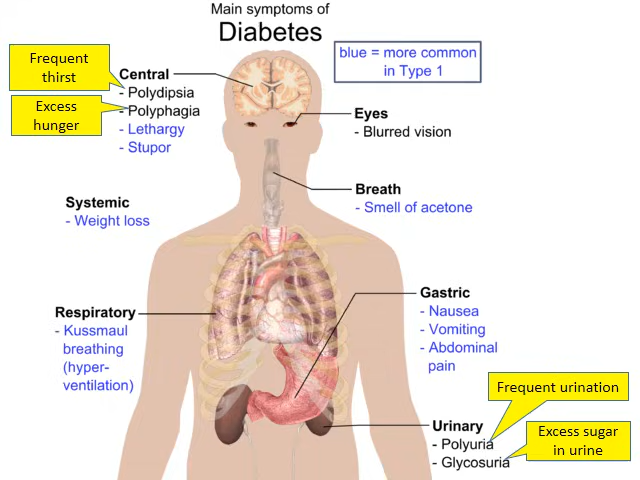 Main symptoms of
Diabetes
blue = more common
in Type 1
Frequent
thirst
Excess
hunger
Central
- Polydipsia
- Polyphagia
- Lethargy
- Stupor
Eyes
- Blurred vision
Breath
- Smell of acetone
Systemic
- Weight loss
Respiratory
- Kussmaul
breathing
(hyper-
ventilation)
Gastric
- Nausea
- Vomiting
- Abdominal
pain
Frequent urination
Urinary
- Polyuria
- Glycosuria
Excess sugar
in urine